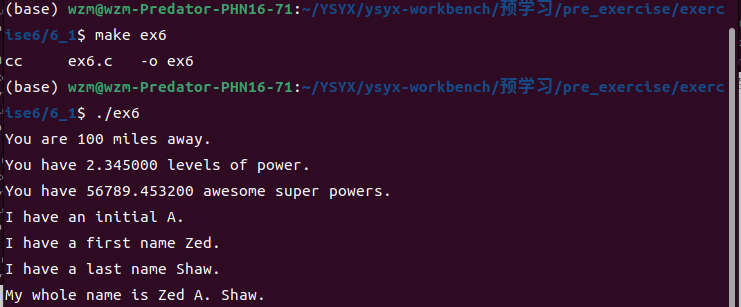 (base) wzm@wzm-Predator-PHN16-71:~/YSYX/ysyx-workbench/预学习/pre_exercise/exerc
ise6/6_1$ make ex6
cc     ex6.c   -o ex6
(base) wzm@wzm-Predator-PHN16-71:~/YSYX/ysyx-workbench/预学习/pre_exercise/exerc
ise6/6_1$ ./ex6
You are 100 miles away.
You have 2.345000 levels of power.
You have 56789.453200 awesome super powers.
I have an initial A.
I have a first name Zed.
I have a last name Shaw.
My whole name is Zed A. Shaw.